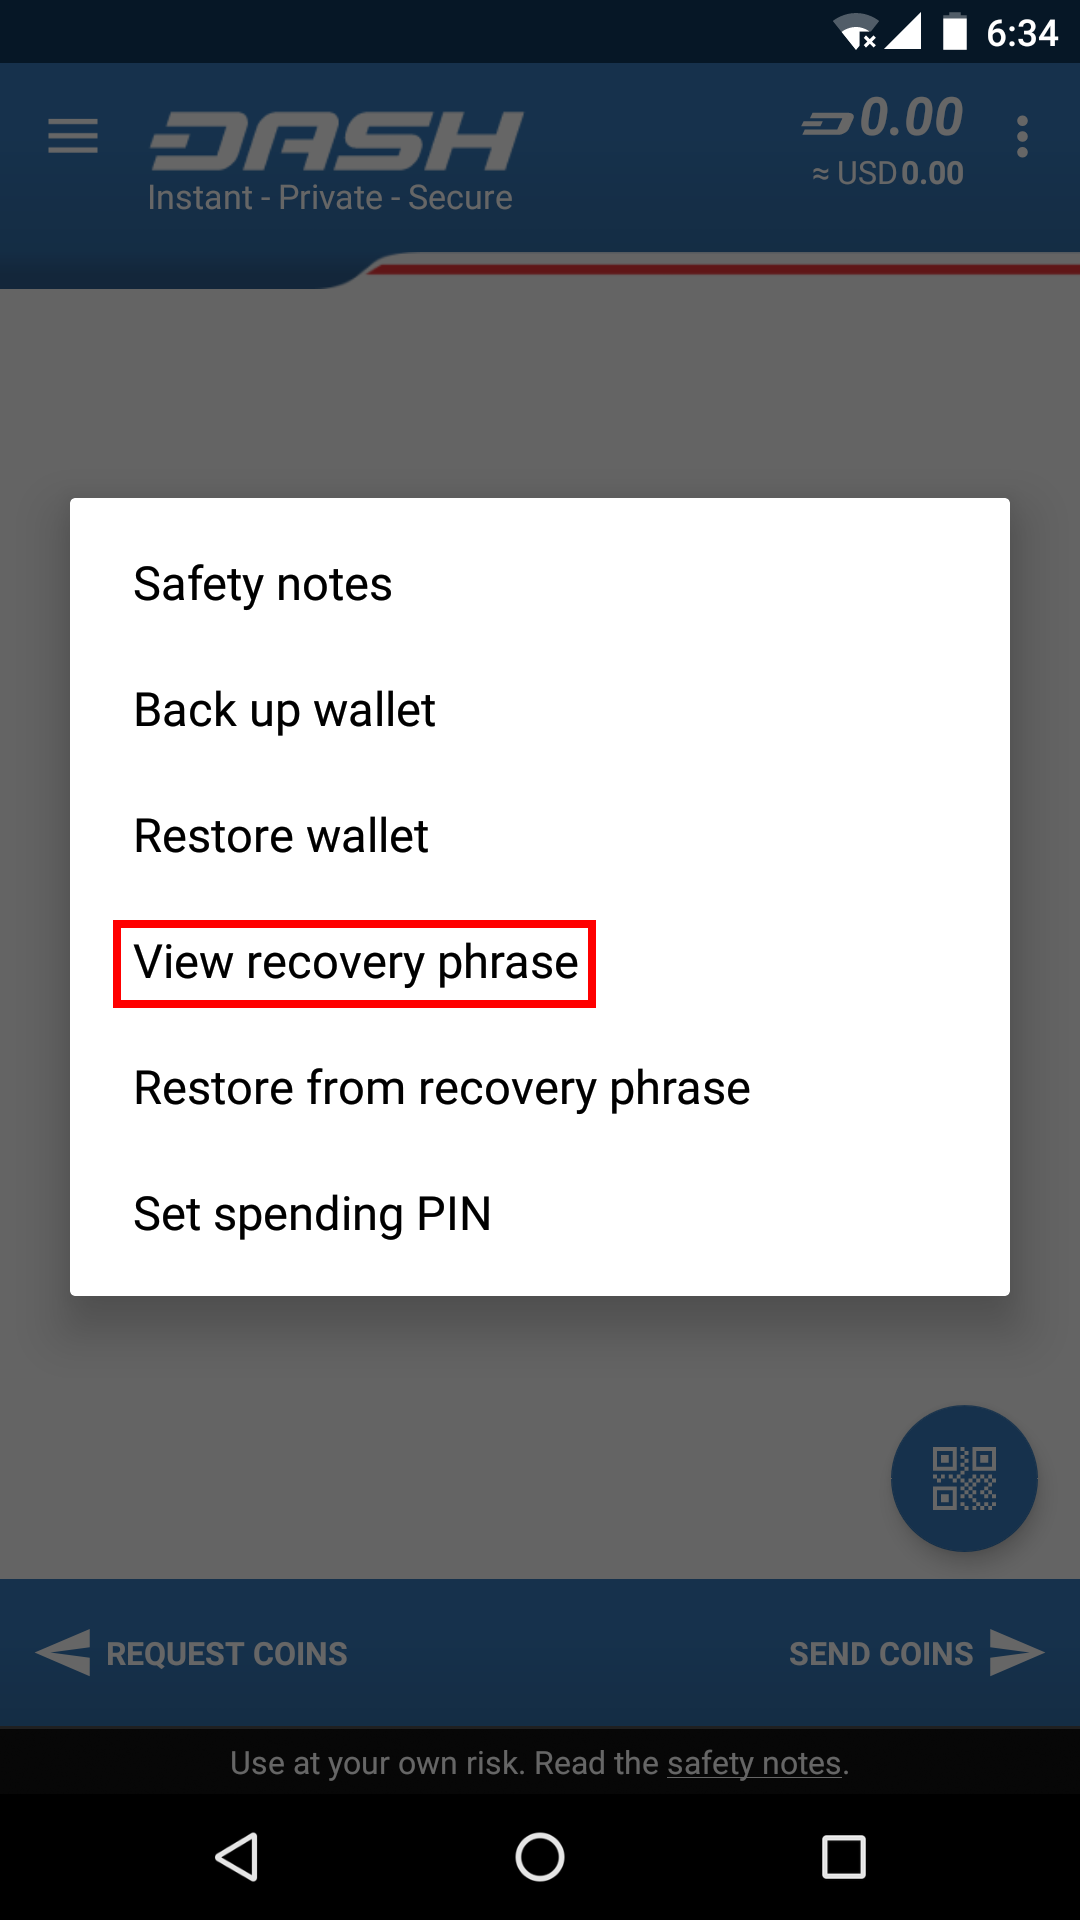 6:34
DASH
0.00
Instant - Private - Secure
≈ USD 0.00
Safety notes
Back up wallet
Restore wallet
View recovery phrase
Restore from recovery phrase
Set spending PIN
REQUEST COINS
SEND COINS
Use at your own risk. Read the safety notes.